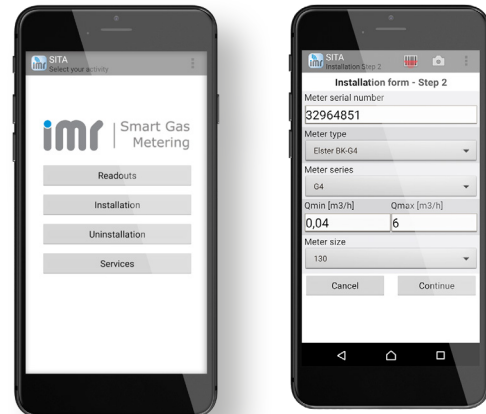 SITA
Select your activity
imr
imr
Smart Gas
Metering
Readouts
Installation
Uninstallation
Services
SITA
Installation Step 2
imr
Installation form - Step 2
Meter serial number
32964851
Meter type
Elster BK-G4
Meter series
G4
Qmin [m3/h] Qmax [m3/h]
0,04 6
Meter size
130
Cancel Continue